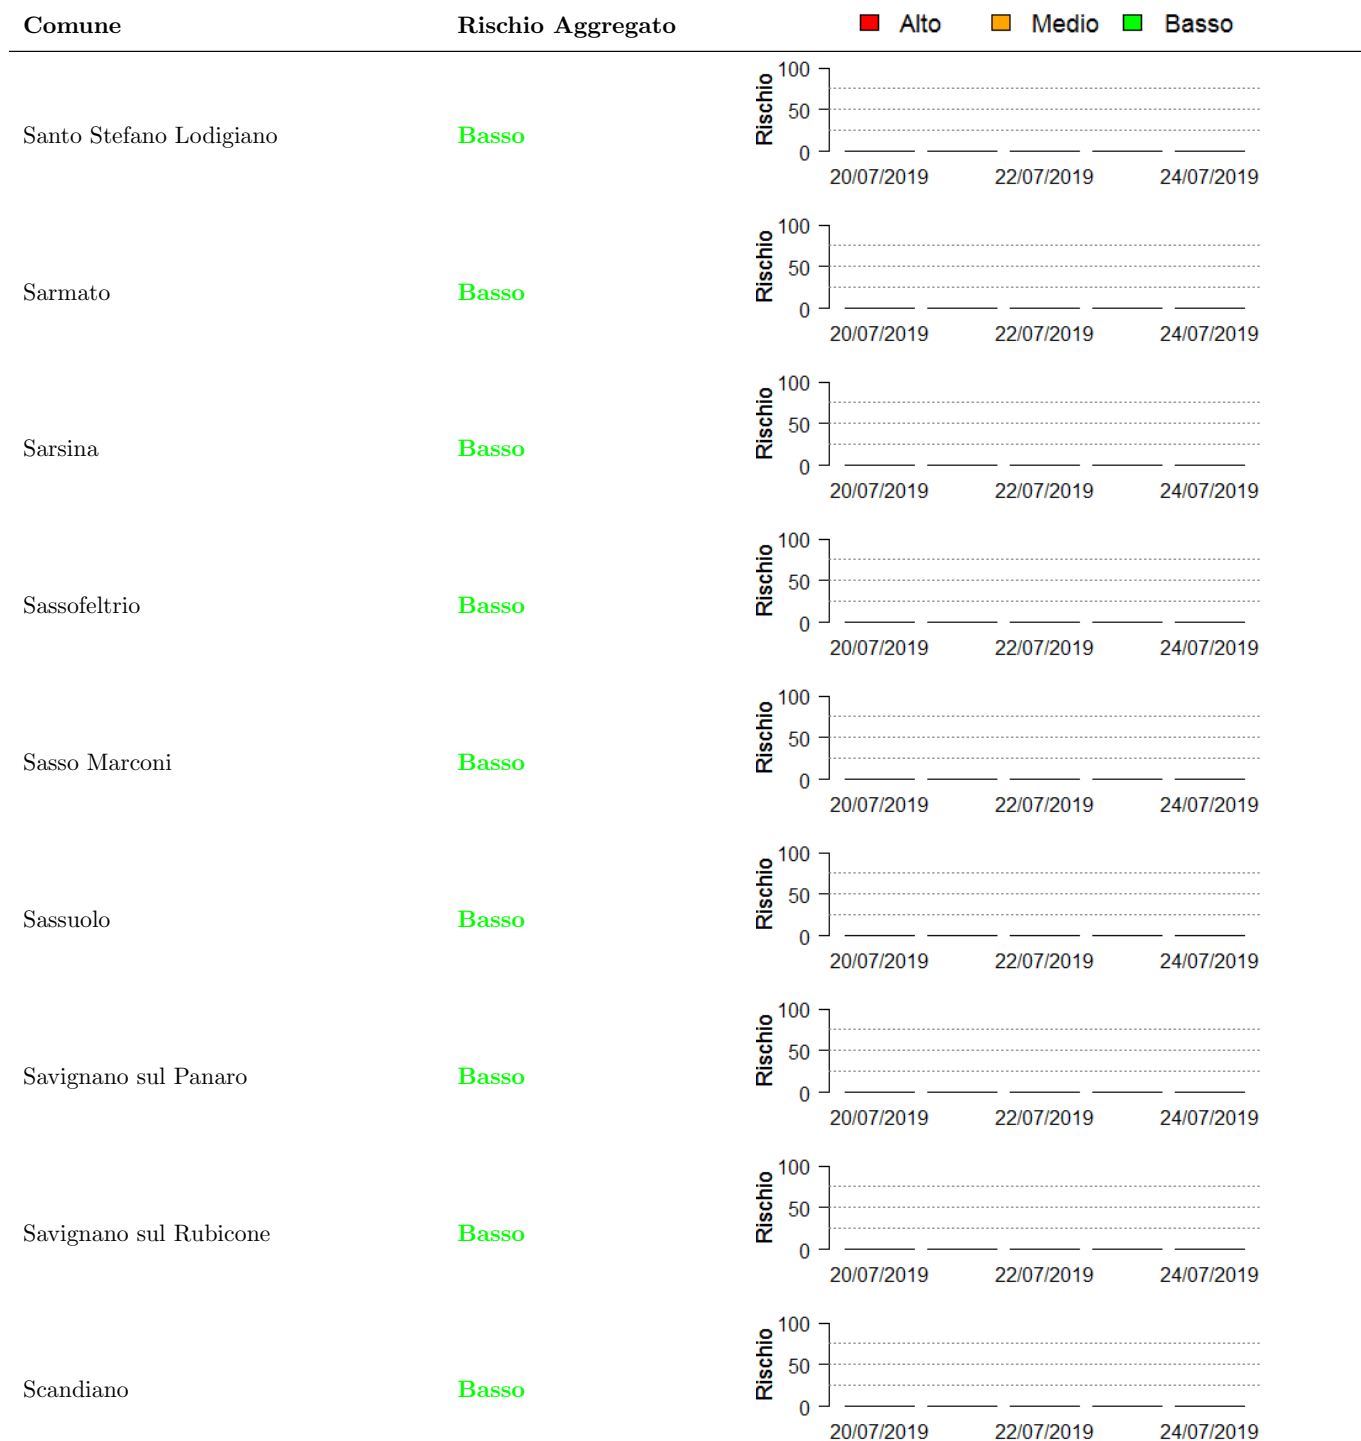 Comune Rischio Aggregato Alto Medio Basso
Santo Stefano Lodigiano Basso
Rischio
100
50
0
20/07/2019 22/07/2019 24/07/2019
Sarmato Basso
Rischio
100
50
0
20/07/2019 22/07/2019 24/07/2019
Sarsina Basso
Rischio
100
50
0
20/07/2019 22/07/2019 24/07/2019
Sassofeltrio Basso
Rischio
100
50
0
20/07/2019 22/07/2019 24/07/2019
Sasso Marconi Basso
Rischio
100
50
0
20/07/2019 22/07/2019 24/07/2019
Sassuolo Basso
Rischio
100
50
0
20/07/2019 22/07/2019 24/07/2019
Savignano sul Panaro Basso
Rischio
100
50
0
20/07/2019 22/07/2019 24/07/2019
Savignano sul Rubicone Basso
Rischio
100
50
0
20/07/2019 22/07/2019 24/07/2019
Scandiano Basso
Rischio
100
50
0
20/07/2019 22/07/2019 24/07/2019